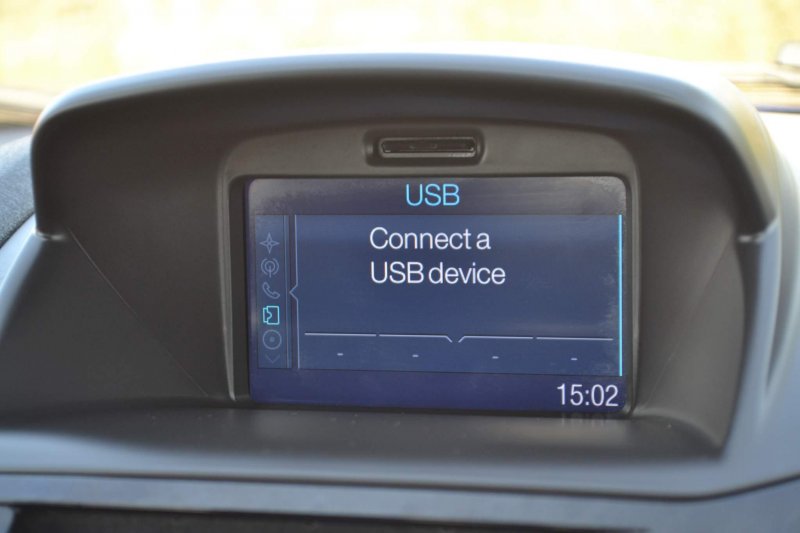 USB
Connect a
USB device
- - - -
15:02